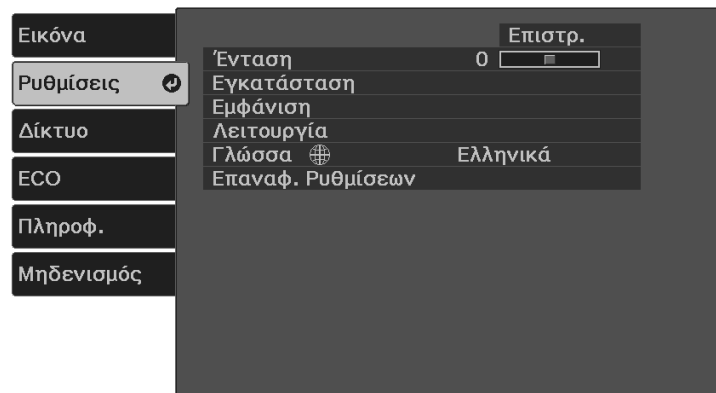 Εικόνα
Ρυθμίσεις
Δίκτυο
ECO
Πληροφ.
Μηδενισμός
Επιστρ.
Ένταση 0
Εγκατάσταση
Εμφάνιση
Λειτουργία
Γλώσσα Ελληνικά
Επαναφ. Ρυθμίσεων